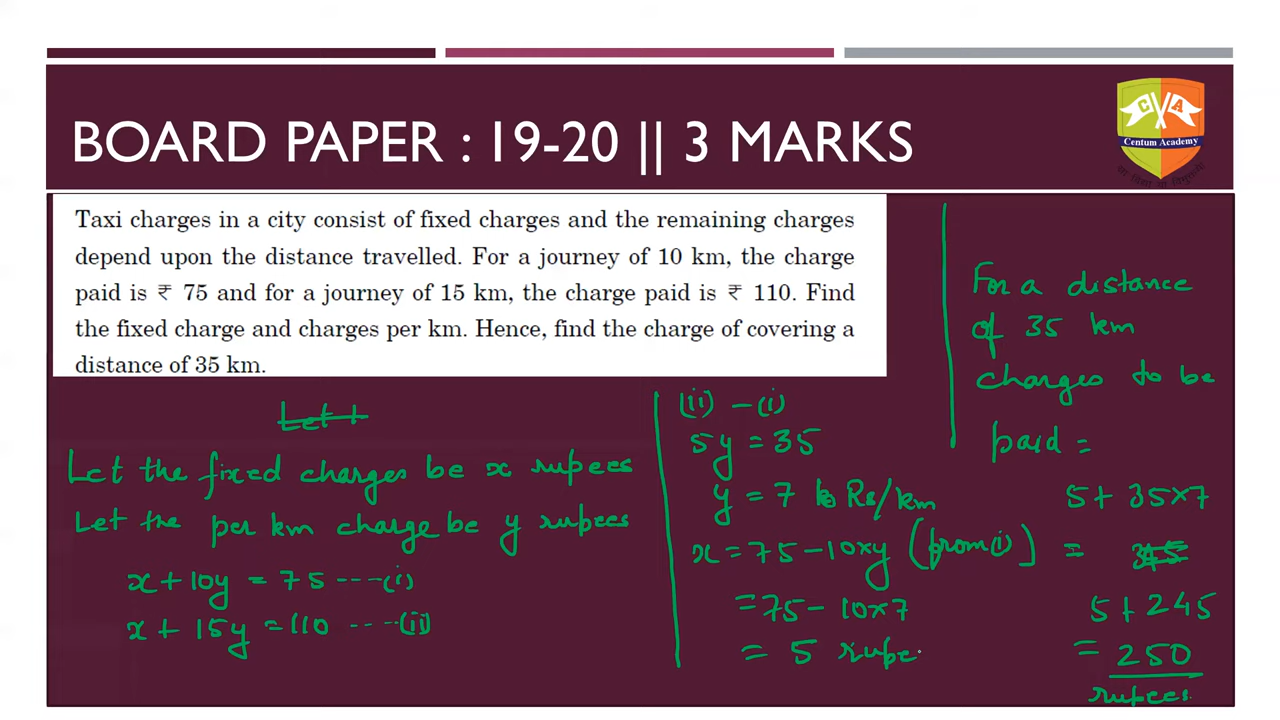 BOARD PAPER : 19-20 || 3 MARKS
C A
Centum Academy
Taxi charges in a city consist of fixed charges and the remaining charges
depend upon the distance travelled. For a journey of 10 km, the charge
paid is ₹ 75 and for a journey of 15 km, the charge paid is ₹ 110. Find
the fixed charge and charges per km. Hence, find the charge of covering a
distance of 35 km.
Let the fixed charges be x rupees
Let the per km charge be y rupees
x + 10y = 75 ---- (i)
x + 15y = 110 ---- (ii)
(ii) - (i)
5y = 35
y = 7 Rs/km
x = 75 - 10 × y (from (i))
= 75 - 10 × 7
= 5 rupe
For a distance
of 35 km
charges to be
paid =
5 + 35 × 7
=
5 + 245
= 250
rupees